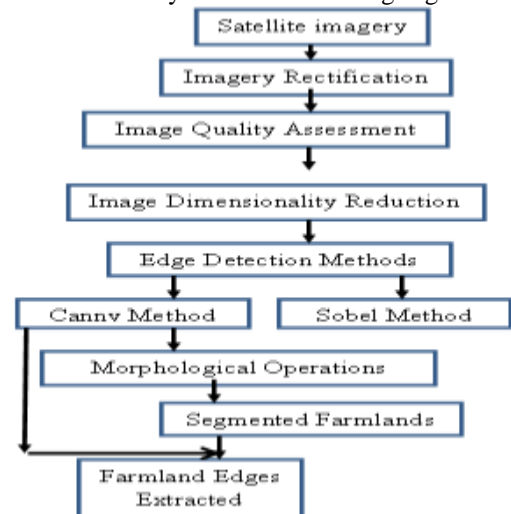 Satellite imagery
Imagery Rectification
Image Quality Assessment
Image Dimensionality Reduction
Edge Detection Methods
Canny Method
Sobel Method
Morphological Operations
Segmented Farmlands
Farmland Edges
Extracted